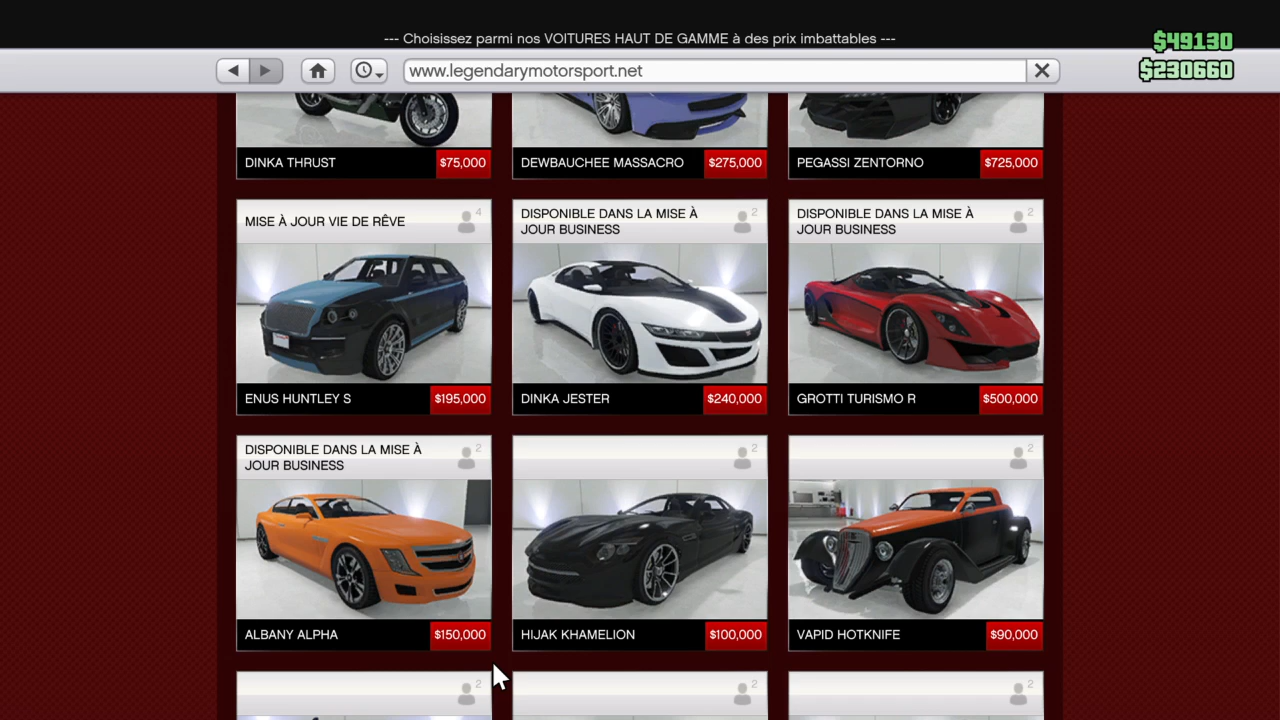 --- Choisissez parmi nos VOITURES HAUT DE GAMME à des prix imbattables ---
$49130
www.legendarymotorsport.net
$230660
DINKA THRUST
$75,000
DEWBAUCHEE MASSACRO
$275,000
PEGASSI ZENTORNO
$725,000
MISE À JOUR VIE DE RÊVE
4
DISPONIBLE DANS LA MISE À
JOUR BUSINESS
2
DISPONIBLE DANS LA MISE À
JOUR BUSINESS
2
ENUS HUNTLEY S
$195,000
DINKA JESTER
$240,000
GROTTI TURISMO R
$500,000
DISPONIBLE DANS LA MISE À
JOUR BUSINESS
2
2
2
ALBANY ALPHA
$150,000
HIJAK KHAMELION
$100,000
VAPID HOTKNIFE
$90,000
2
2
2